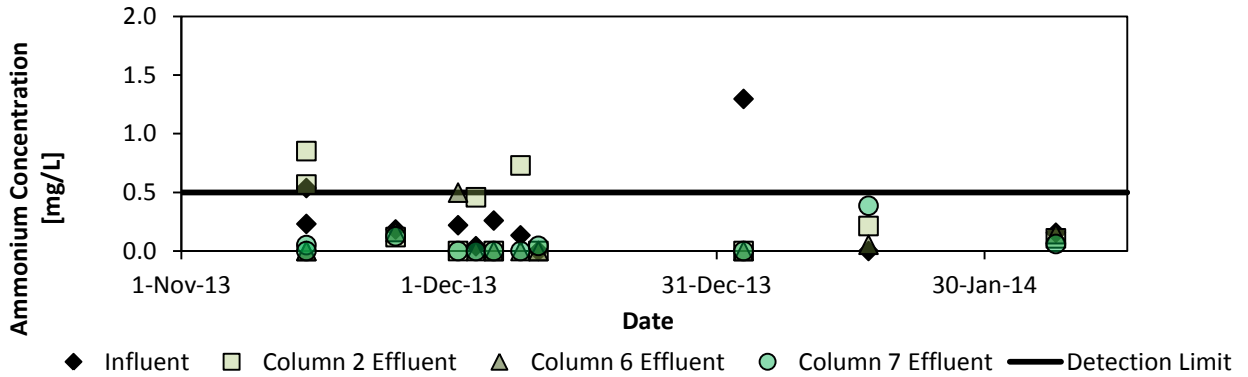 Ammonium Concentration
[mg/L]
2.0
1.5
1.0
0.5
0.0
1-Nov-13
1-Dec-13
31-Dec-13
30-Jan-14
Date
Influent
Column 2 Effluent
Column 6 Effluent
Column 7 Effluent
Detection Limit